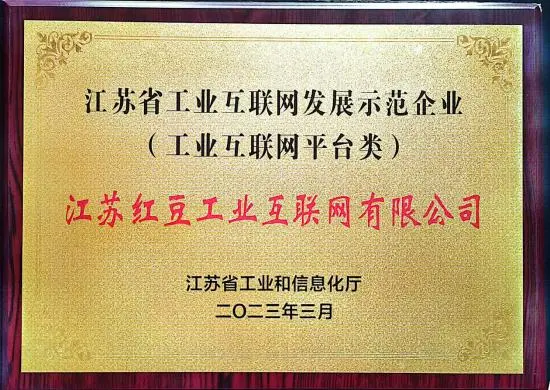 江苏省工业互联网发展示范企业
（工业互联网平台类）
江苏红豆工业互联网有限公司
江苏省工业和信息化厅
二〇二三年三月